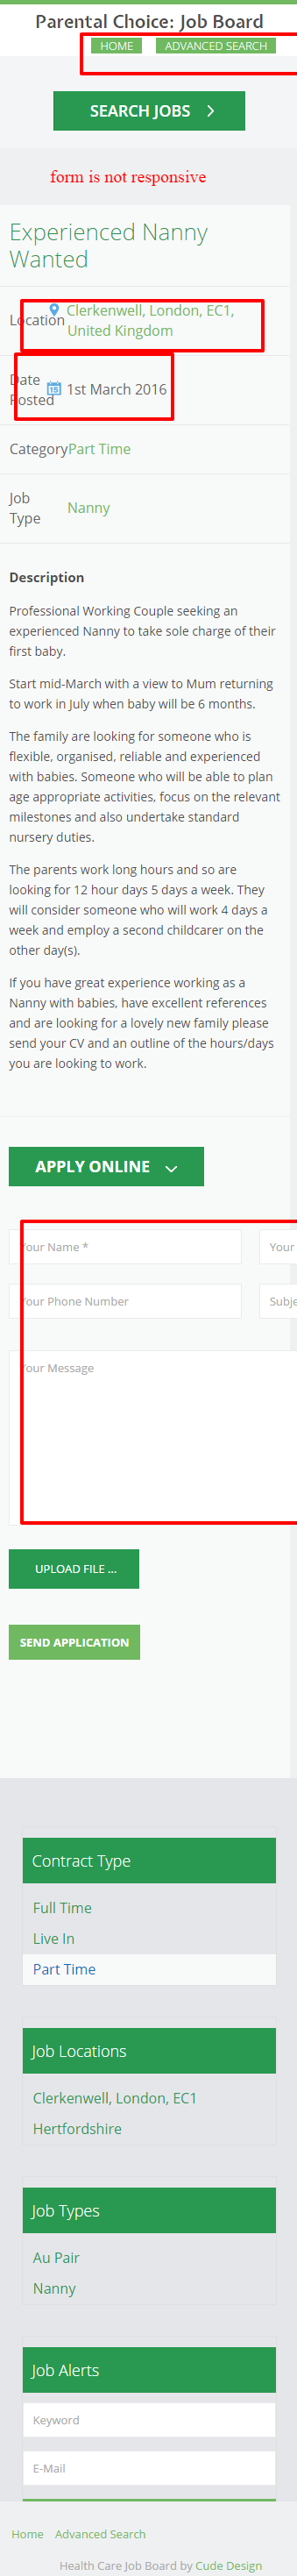 Parental Choice: Job Board
HOME ADVANCED SEARCH
SEARCH JOBS
form is not responsive
Experienced Nanny
Wanted
Location Clerkenwell, London, EC1,
United Kingdom
Date
Posted 15 1st March 2016
Category Part Time
Job
Type Nanny
Description
Professional Working Couple seeking an
experienced Nanny to take sole charge of their
first baby.
Start mid-March with a view to Mum returning
to work in July when baby will be 6 months.
The family are looking for someone who is
flexible, organised, reliable and experienced
with babies. Someone who will be able to plan
age appropriate activities, focus on the relevant
milestones and also undertake standard
nursery duties.
The parents work long hours and so are
looking for 12 hour days 5 days a week. They
will consider someone who will work 4 days a
week and employ a second childcarer on the
other day(s).
If you have great experience working as a
Nanny with babies, have excellent references
and are looking for a lovely new family please
send your CV and an outline of the hours/days
you are looking to work.
APPLY ONLINE
Your Name * Your
Your Phone Number Subje
Your Message
UPLOAD FILE ...
SEND APPLICATION
Contract Type
Full Time
Live In
Part Time
Job Locations
Clerkenwell, London, EC1
Hertfordshire
Job Types
Au Pair
Nanny
Job Alerts
Keyword
E-Mail
Home Advanced Search
Health Care Job Board by Cude Design